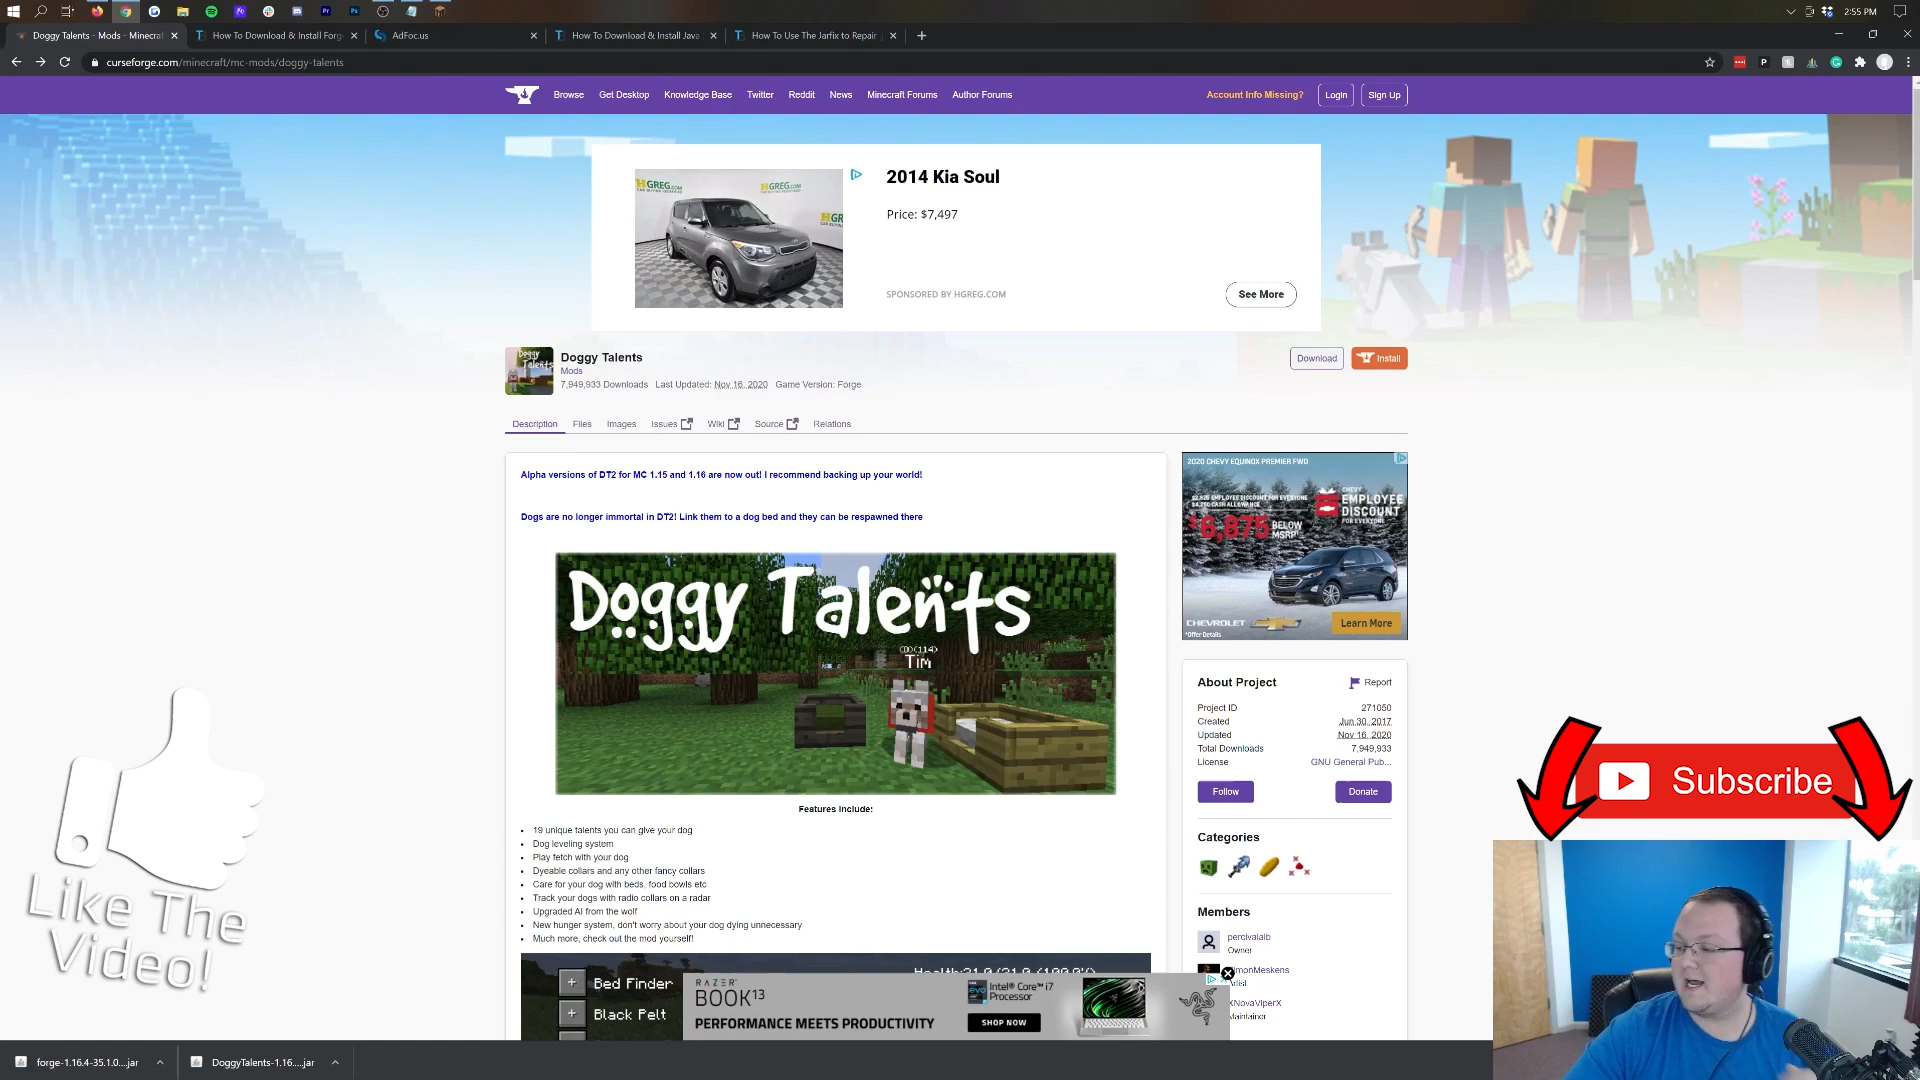 2:55 PM
Doggy Talents - Mods - Minecraf
How To Download & Install Forge
AdFoc.us
How To Download & Install Java
How To Use The Jarfix to Repair
curseforge.com/minecraft/mc-mods/doggy-talents
Browse
Get Desktop
Knowledge Base
Twitter
Reddit
News
Minecraft Forums
Author Forums
Account Info Missing?
Login
Sign Up
HGREG.COM
HGREG.COM
2014 Kia Soul
Price: $7,497
SPONSORED BY HGREG.COM
See More
Doggy Talents
Mods
7,949,933 Downloads Last Updated: Nov 16, 2020 Game Version: Forge
Download
Install
Description
Files
Images
Issues
Wiki
Source
Relations
Alpha versions of DT2 for MC 1.15 and 1.16 are now out! I recommend backing up your world!
Dogs are no longer immortal in DT2! Link them to a dog bed and they can be respawned there
Doggy Talents
Tim
Features Include:
• 19 unique talents you can give your dog
• Dog leveling system
• Play fetch with your dog
• Dyeable collars and any other fancy collars
• Care for your dog with beds, food bowls etc
• Track your dogs with radio collars on a radar
• Upgraded AI from the wolf
• New hunger system, don't worry about your dog dying unnecessary
• Much more, check out the mod yourself!
Bed Finder
Black Pelt
RAZER
BOOK13
PERFORMANCE MEETS PRODUCTIVITY
Intel® Core™ i7
Processor
SHOP NOW
2020 CHEVY EQUINOX PREMIER FWD
CHEVY
EMPLOYEE
DISCOUNT
FOR EVERYONE
BELOW
MSRP
CHEVROLET
Learn More
*Offer Details
About Project
Report
Project ID 271050
Created Jun 30, 2017
Updated Nov 16, 2020
Total Downloads 7,949,933
License GNU General Pub...
Follow
Donate
Categories
Members
percivalalb
Owner
XNovaViperX
Maintainer
Like The
Video!
Subscribe
forge-1.16.4-35.1.0....jar
DoggyTalents-1.16....jar